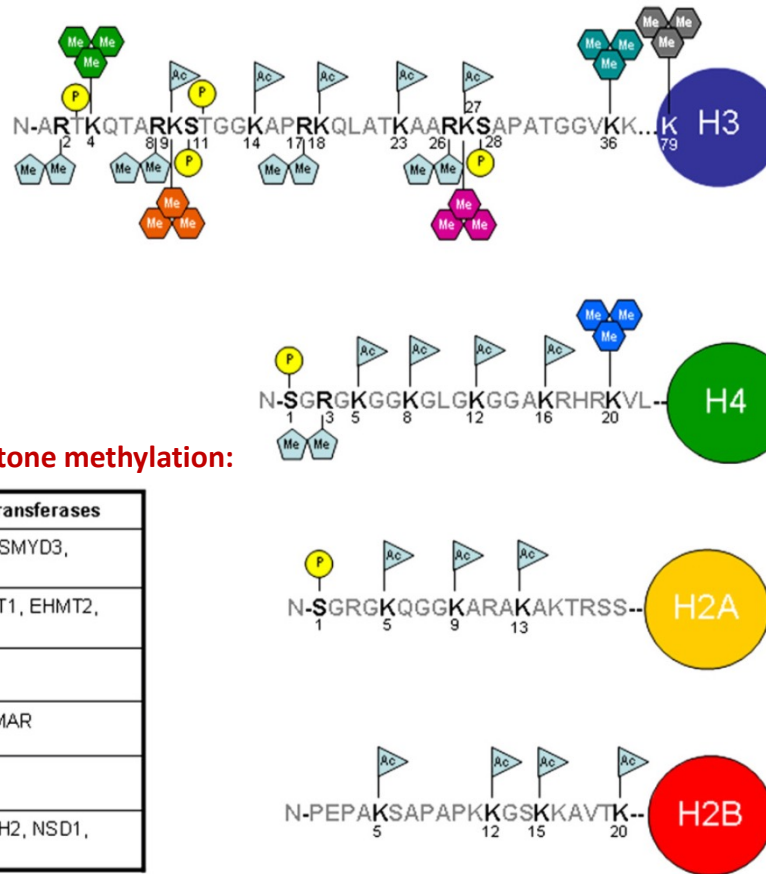 Me Me Me Me Me Me Me Me Me
P Ac P Ac Ac Ac Ac
27
N-ARTKQTARKSTGGKAPRKQLATKAARKSAPATGGVKK...K H3
2 4 8 9 11 14 17 18 23 26 28 36 79
Me Me Me Me P Me Me Me Me P
Me Me Me Me Me Me
Me Me Me
P Ac Ac Ac Ac
N-SGRGKGGKGLGKGGAKRHRKVL-- H4
1 3 5 8 12 16 20
Me Me
tone methylation:
ransferases
SMYD3,
T1, EHMT2,
MAR
H2, NSD1,
P Ac Ac Ac
N-SGRGKQGGKARAKAKTRSS-- H2A
1 5 9 13
Ac Ac Ac Ac
N-PEPAKSAPAPKKGSKKAVTK-- H2B
5 12 15 20